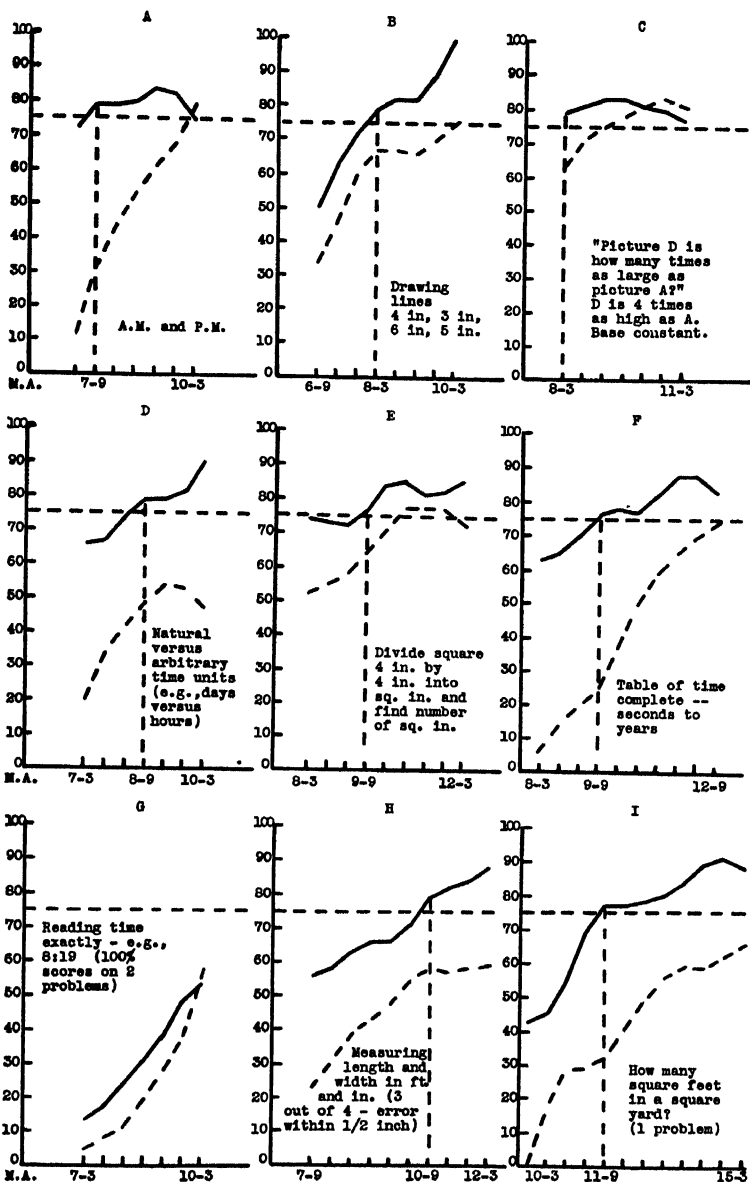 A
100
90
80
70
60
50
40
30
20
10
0
A.M. and P.M.
M.A.
7-9
10-3
B
100
90
80
70
60
50
40
30
20
10
0
Drawing
lines
4 in, 3 in,
6 in, 5 in.
6-9
8-3
10-3
C
100
90
80
70
60
50
40
30
20
10
0
"Picture D is
how many times
as large as
picture A?"
D is 4 times
as high as A.
Base constant.
8-3
11-3
D
100
90
80
70
60
50
40
30
20
10
0
Natural
versus
arbitrary
time units
(e.g.,days
versus
hours)
M.A.
7-3
8-9
10-3
E
100
90
80
70
60
50
40
30
20
10
0
Divide square
4 in. by
4 in. into
sq. in. and
find number
of sq. in.
8-3
9-9
12-3
F
100
90
80
70
60
50
40
30
20
10
0
Table of time
complete --
seconds to
years
8-3
9-9
12-9
G
100
90
80
70
60
50
40
30
20
10
0
Reading time
exactly - e.g.,
8:19 (100%
scores on 2
problems)
M.A.
7-3
10-3
H
100
90
80
70
60
50
40
30
20
10
0
Measuring
length and
width in ft
and in. (3
out of 4 - error
within 1/2 inch)
7-9
10-9
12-3
I
100
90
80
70
60
50
40
30
20
10
0
How many
square feet
in a square
yard?
(1 problem)
10-3
11-9
15-3